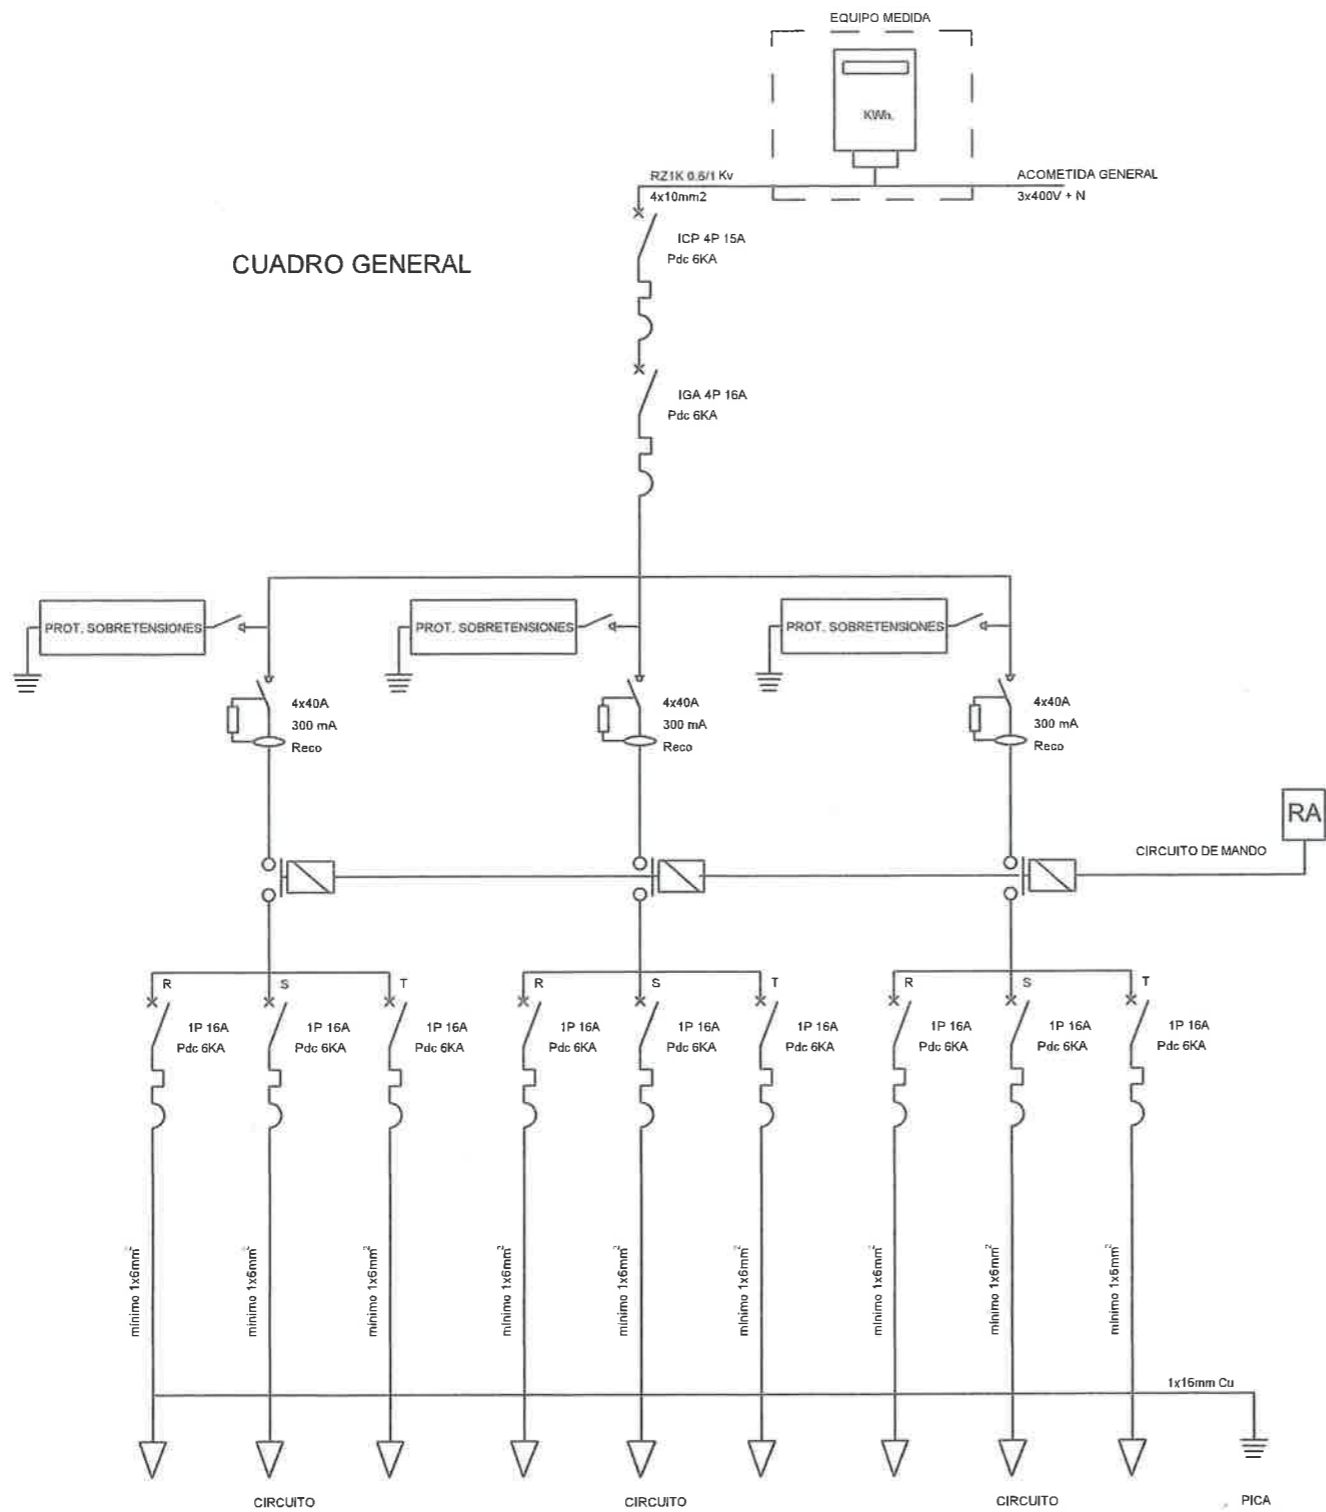 EQUIPO MEDIDA
KWh.
RZ1K 0.6/1 Kv
4x10mm2
ACOMETIDA GENERAL
3x400V + N
CUADRO GENERAL
ICP 4P 15A
Pdc 6KA
IGA 4P 16A
Pdc 6KA
PROT. SOBRETENSIONES
PROT. SOBRETENSIONES
PROT. SOBRETENSIONES
4x40A
300 mA
Reco
4x40A
300 mA
Reco
4x40A
300 mA
Reco
RA
CIRCUITO DE MANDO
R
S
T
R
S
T
R
S
T
1P 16A
Pdc 6KA
1P 16A
Pdc 6KA
1P 16A
Pdc 6KA
1P 16A
Pdc 6KA
1P 16A
Pdc 6KA
1P 16A
Pdc 6KA
1P 16A
Pdc 6KA
1P 16A
Pdc 6KA
1P 16A
Pdc 6KA
mínimo 1x6mm²
mínimo 1x6mm²
mínimo 1x6mm²
mínimo 1x6mm²
mínimo 1x6mm²
mínimo 1x6mm²
mínimo 1x6mm²
mínimo 1x6mm²
mínimo 1x6mm²
1x16mm Cu
CIRCUITO
CIRCUITO
CIRCUITO
PICA